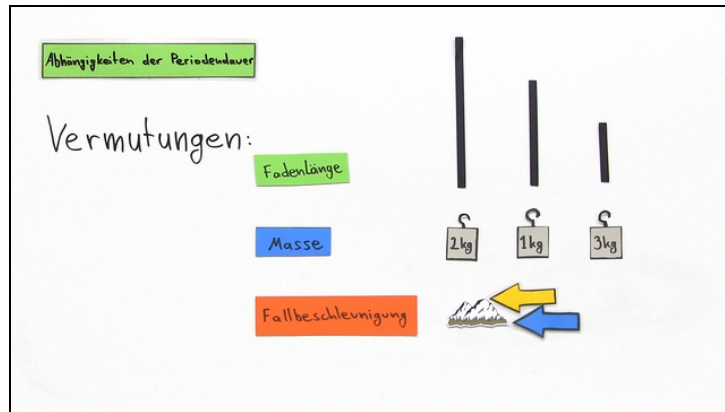 Abhängigkeiten der Periodendauer
Vermutungen:
Fadenlänge
Masse
2kg 1kg 3kg
Fallbeschleunigung